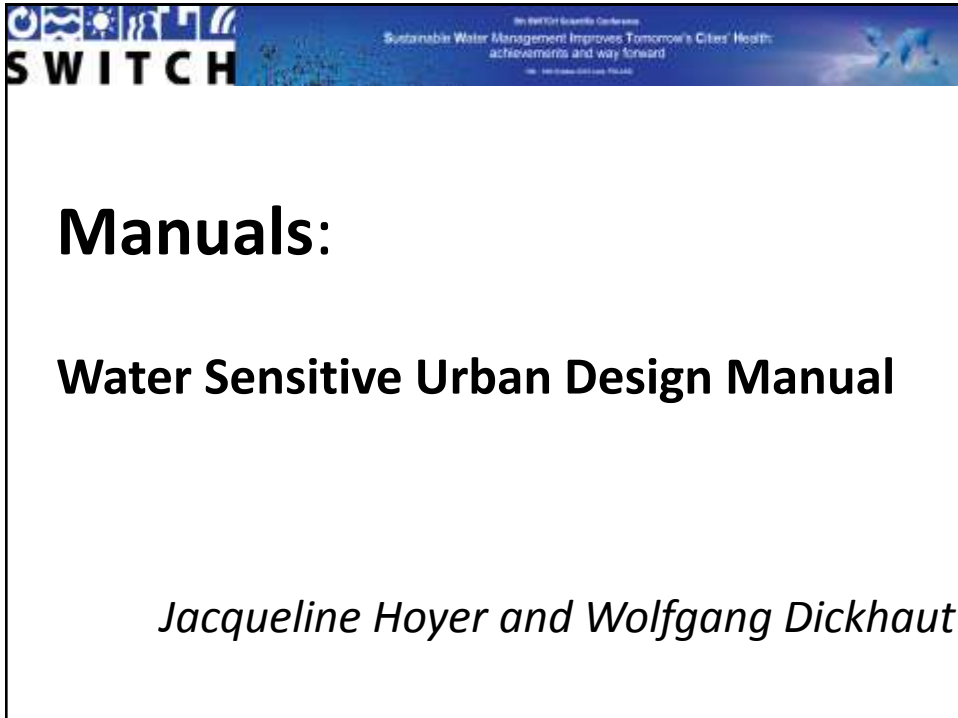 SWITCH
Sustainable Water Management Improves Tomorrow's Cities' Health:
achievements and way forward
Manuals:
Water Sensitive Urban Design Manual
Jacqueline Hoyer and Wolfgang Dickhaut